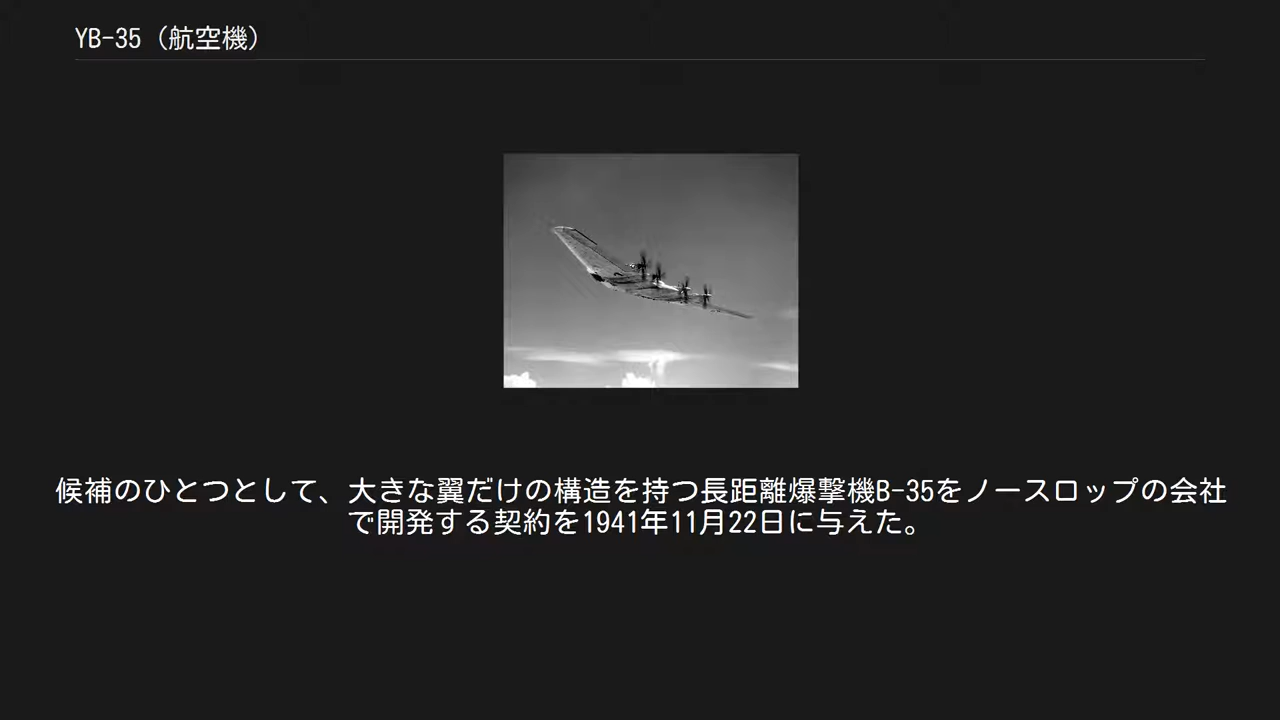 YB-35（航空機）
候補のひとつとして、大きな翼だけの構造を持つ長距離爆撃機B-35をノースロップの会社
で開発する契約を1941年11月22日に与えた。